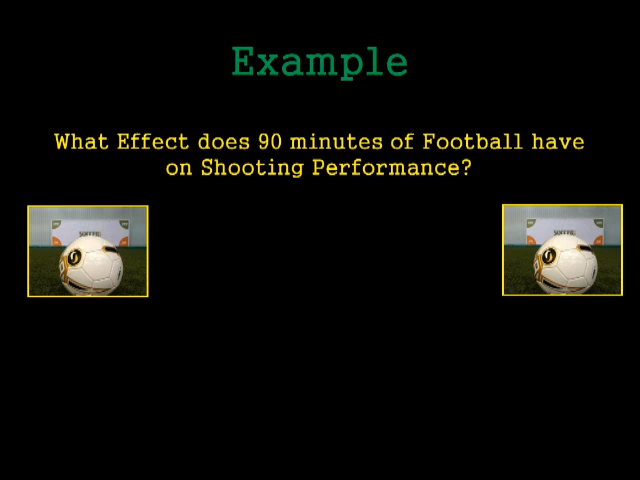 Example
What Effect does 90 minutes of Football have
on Shooting Performance?